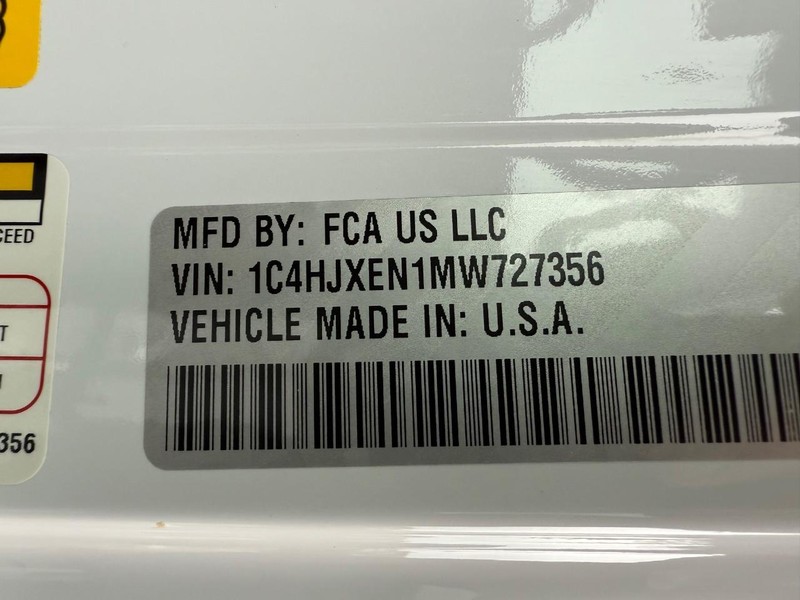 CEED
MFD BY: FCA US LLC
VIN: 1C4HJXEN1MW727356
VEHICLE MADE IN: U.S.A.
T
356